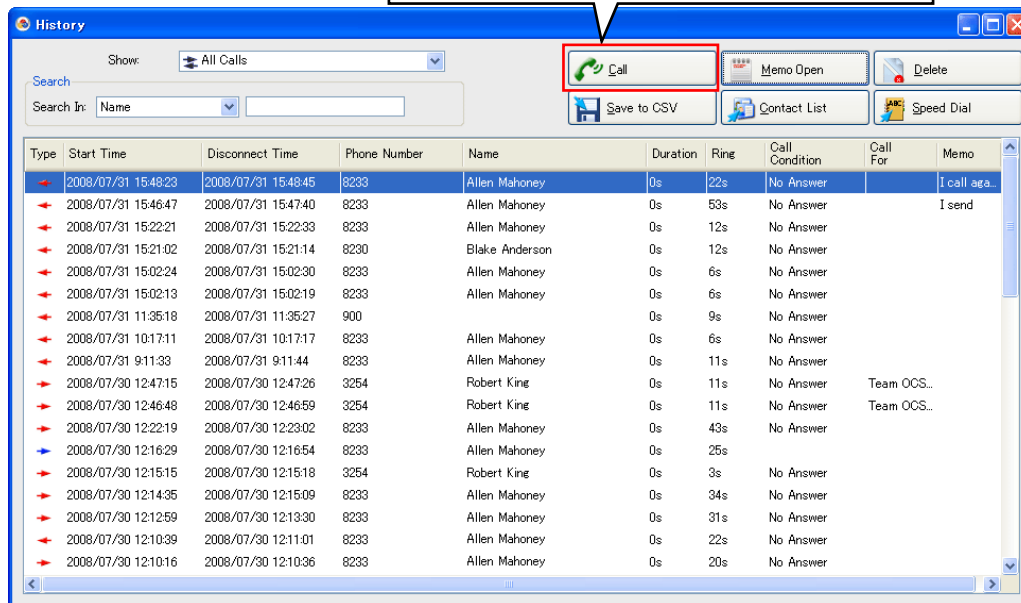 History
Show: All Calls
Call Memo Open Delete
Search
Search In: Name
Save to CSV Contact List Speed Dial
Type Start Time Disconnect Time Phone Number Name Duration Ring Call Condition Call For Memo
2008/07/31 15:48:23 2008/07/31 15:48:45 8233 Allen Mahoney 0s 22s No Answer I call aga...
2008/07/31 15:46:47 2008/07/31 15:47:40 8233 Allen Mahoney 0s 53s No Answer I send
2008/07/31 15:22:21 2008/07/31 15:22:33 8233 Allen Mahoney 0s 12s No Answer
2008/07/31 15:21:02 2008/07/31 15:21:14 8230 Blake Anderson 0s 12s No Answer
2008/07/31 15:02:24 2008/07/31 15:02:30 8233 Allen Mahoney 0s 6s No Answer
2008/07/31 15:02:13 2008/07/31 15:02:19 8233 Allen Mahoney 0s 6s No Answer
2008/07/31 11:35:18 2008/07/31 11:35:27 900 0s 9s No Answer
2008/07/31 10:17:11 2008/07/31 10:17:17 8233 Allen Mahoney 0s 6s No Answer
2008/07/31 9:11:33 2008/07/31 9:11:44 8233 Allen Mahoney 0s 11s No Answer
2008/07/30 12:47:15 2008/07/30 12:47:26 3254 Robert King 0s 11s No Answer Team OCS...
2008/07/30 12:46:48 2008/07/30 12:46:59 3254 Robert King 0s 11s No Answer Team OCS...
2008/07/30 12:22:19 2008/07/30 12:23:02 8233 Allen Mahoney 0s 43s No Answer
2008/07/30 12:16:29 2008/07/30 12:16:54 8233 Allen Mahoney 0s 25s
2008/07/30 12:15:15 2008/07/30 12:15:18 3254 Robert King 0s 3s No Answer
2008/07/30 12:14:35 2008/07/30 12:15:09 8233 Allen Mahoney 0s 34s No Answer
2008/07/30 12:12:59 2008/07/30 12:13:30 8233 Allen Mahoney 0s 31s No Answer
2008/07/30 12:10:39 2008/07/30 12:11:01 8233 Allen Mahoney 0s 22s No Answer
2008/07/30 12:10:16 2008/07/30 12:10:36 8233 Allen Mahoney 0s 20s No Answer